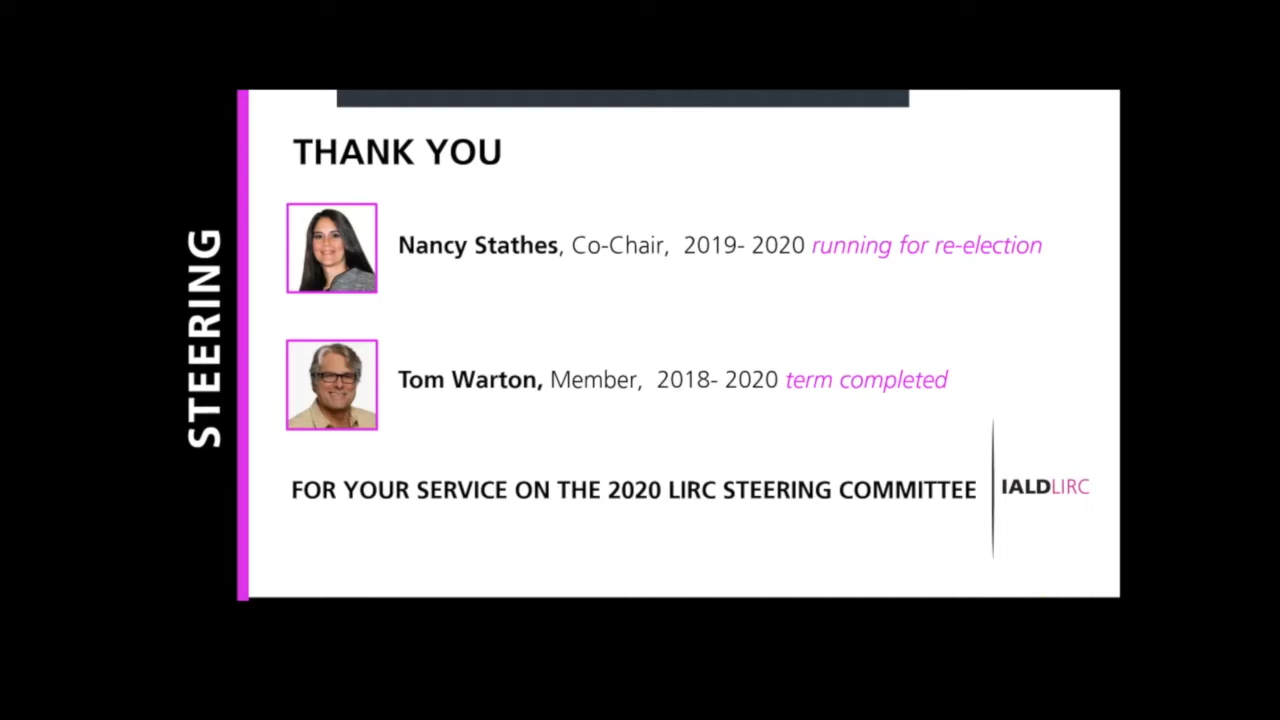 STEERING
THANK YOU
Nancy Stathes, Co-Chair,  2019- 2020 running for re-election
Tom Warton, Member,  2018- 2020 term completed
FOR YOUR SERVICE ON THE 2020 LIRC STEERING COMMITTEE
IALDLIRC